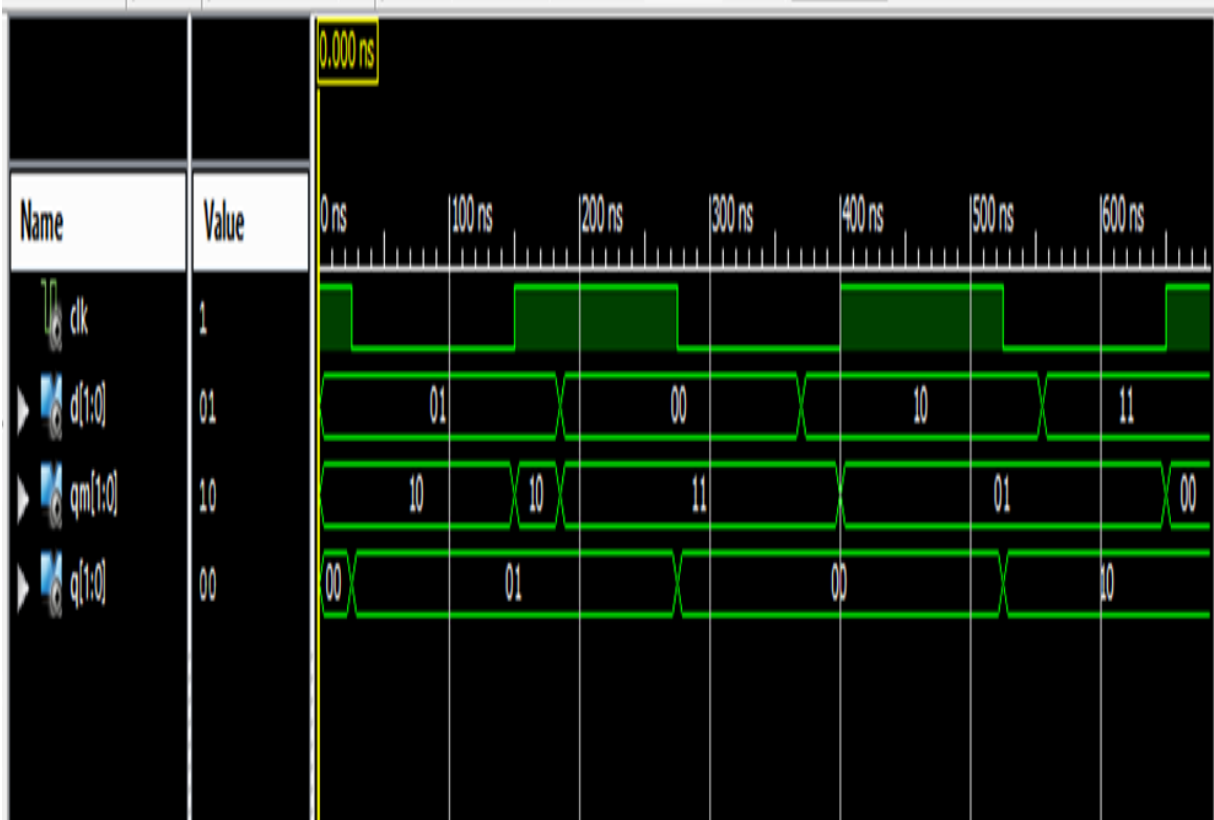 0.000 ns
Name Value 0 ns 100 ns 200 ns 300 ns 400 ns 500 ns 600 ns
clk 1
d[1:0] 01 01 00 10 11
qm[1:0] 10 10 10 11 01 00
q[1:0] 00 00 01 00 10